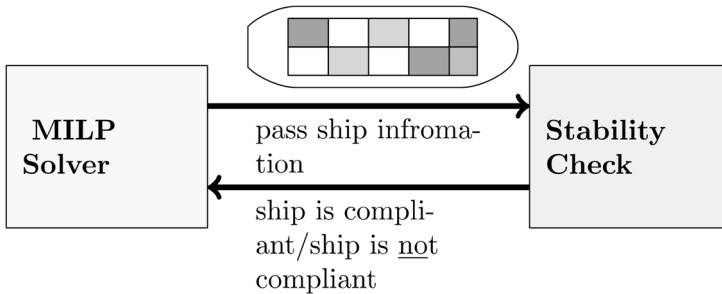 MILP
Solver
pass ship infroma-
tion
ship is compli-
ant/ship is not
compliant
Stability
Check